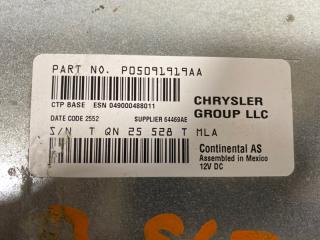 PART NO. P05091919AA
CTP BASE ESN 049000488011
CHRYSLER
GROUP LLC
DATE CODE 2552 SUPPLIER 64469AE
S/N T QN 25 528 T MLA
Continental AS
Assembled in Mexico
12V DC